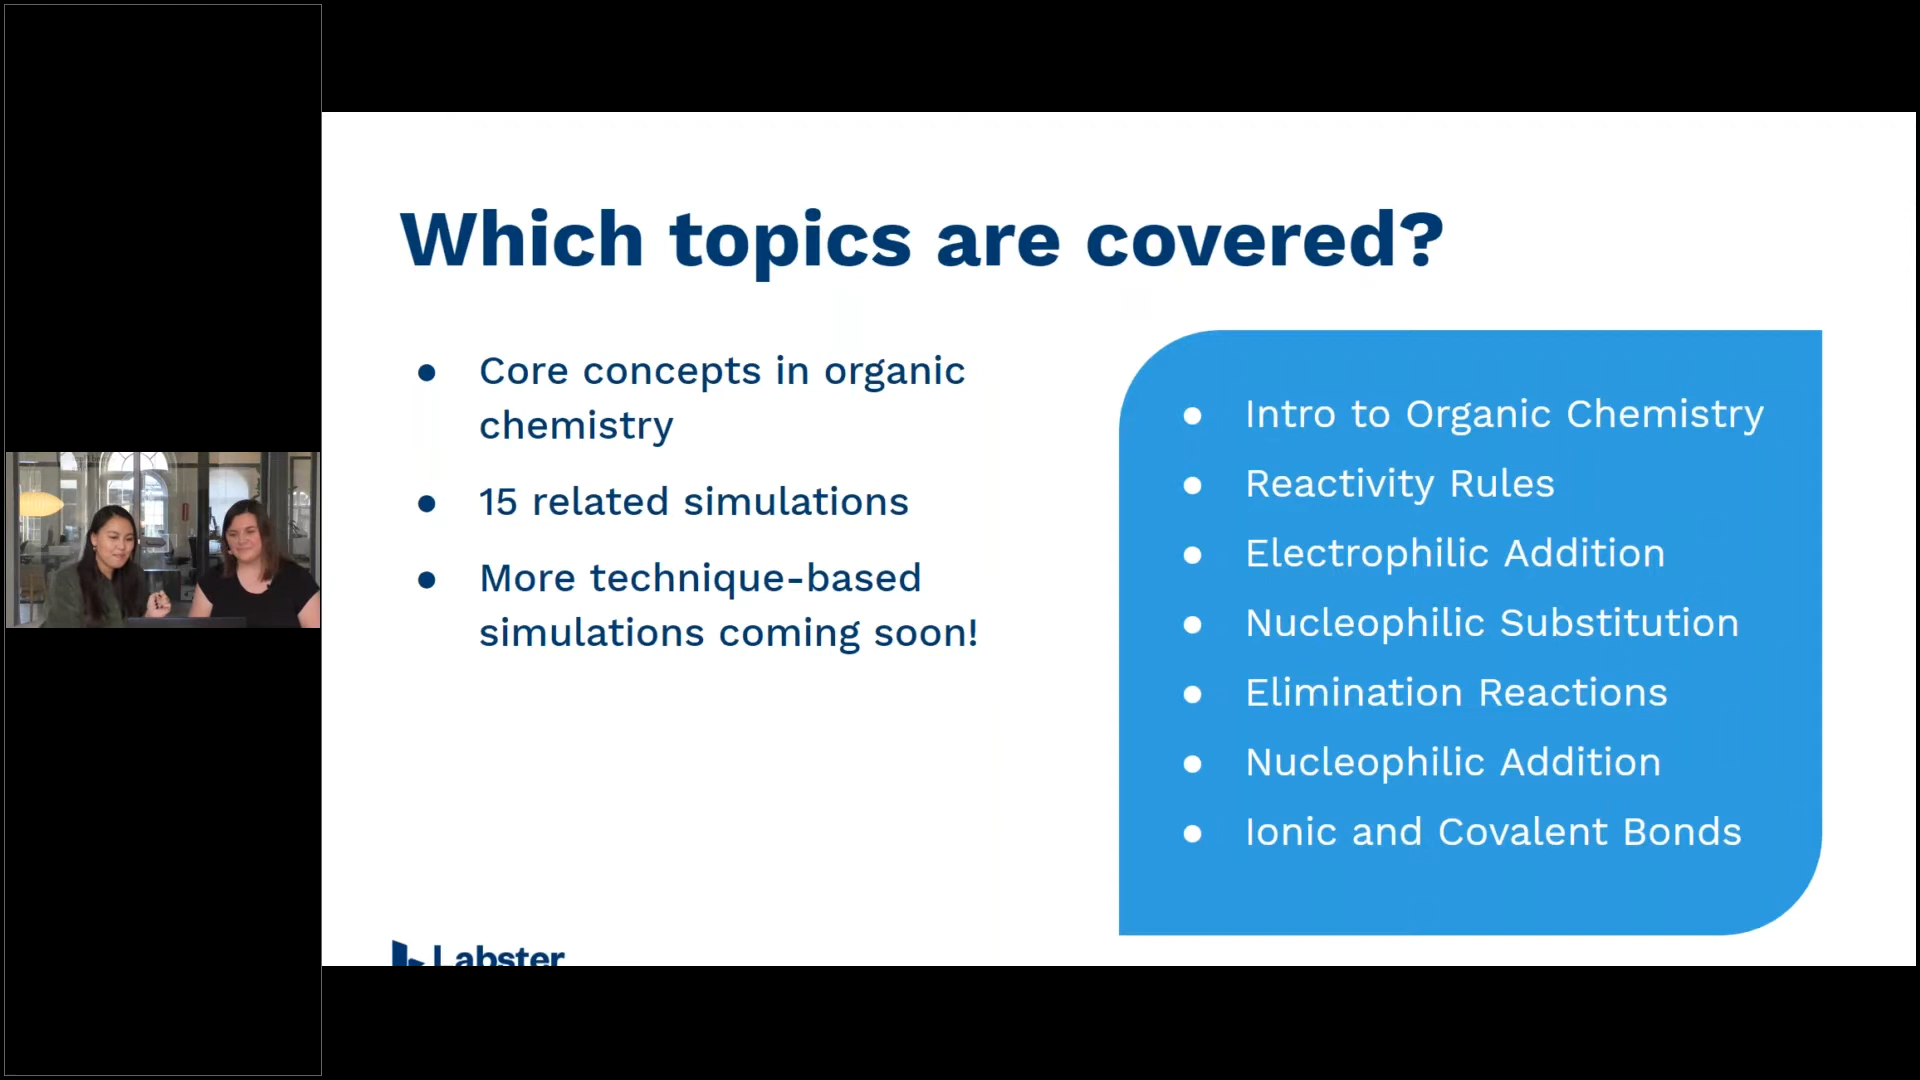 Which topics are covered?
● Core concepts in organic
chemistry
● 15 related simulations
● More technique-based
simulations coming soon!
● Intro to Organic Chemistry
● Reactivity Rules
● Electrophilic Addition
● Nucleophilic Substitution
● Elimination Reactions
● Nucleophilic Addition
● Ionic and Covalent Bonds
Labster